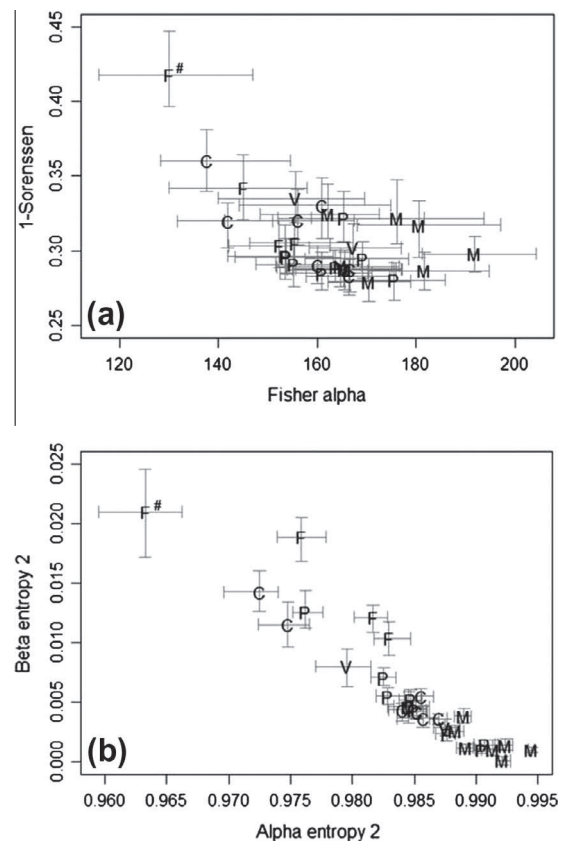 0.45
0.40
0.35
0.30
0.25
1-Sorenssen
F#
C
F
C
V
C
C
M
P
M
M
F
F
V
P
M
C
P
M
C
P
M
(a)
120 140 160 180 200
Fisher alpha
0.025
0.020
0.015
0.010
0.005
0.000
Beta entropy 2
F#
F
C
P
C
F
F
V
P
P
C
C
M
C
M
M
M
M
M
(b)
0.960 0.965 0.970 0.975 0.980 0.985 0.990 0.995
Alpha entropy 2